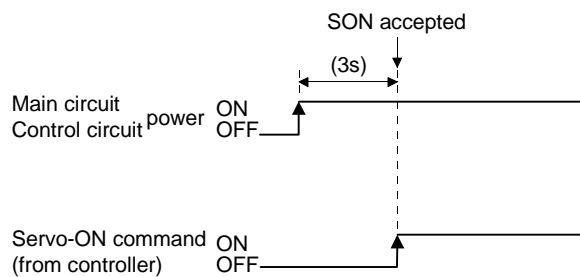 SON accepted
(3s)
Main circuit
Control circuit power
ON
OFF
Servo-ON command
(from controller)
ON
OFF